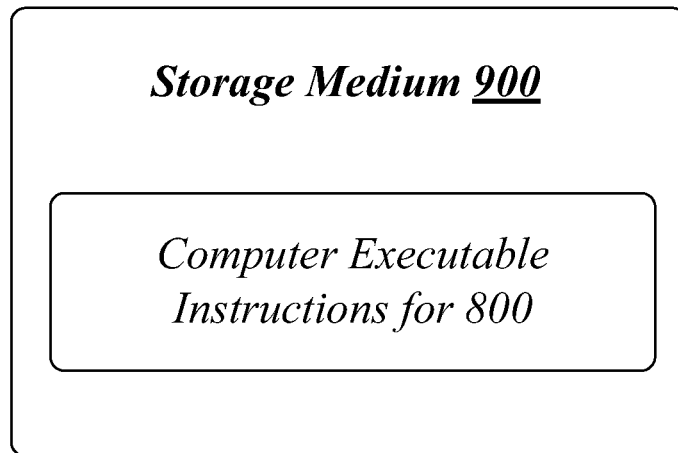 Storage Medium 900
Computer Executable
Instructions for 800